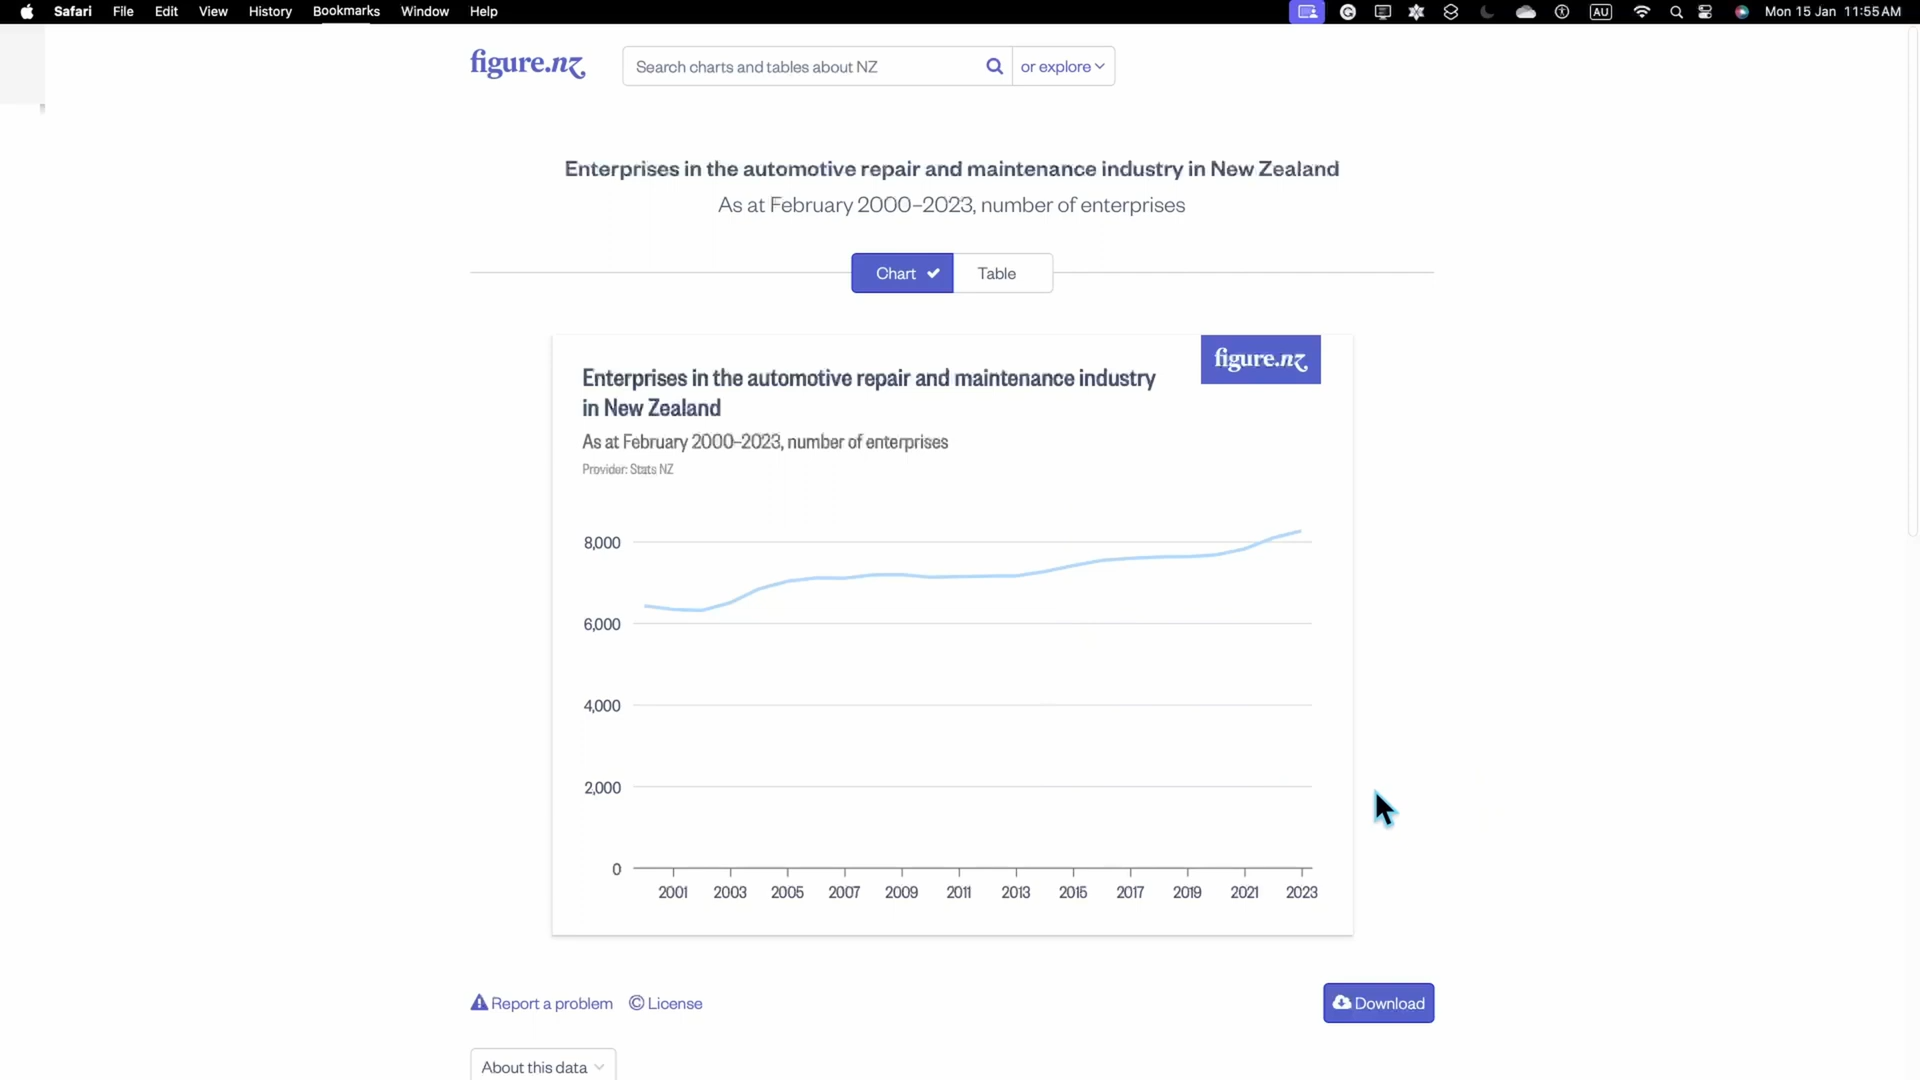 Safari File Edit View History Bookmarks Window Help AU Mon 15 Jan 11:55 AM
figure.nz Search charts and tables about NZ or explore
Enterprises in the automotive repair and maintenance industry in New Zealand
As at February 2000–2023, number of enterprises
Chart Table
figure.nz
Enterprises in the automotive repair and maintenance industry
in New Zealand
As at February 2000–2023, number of enterprises
Provider: Stats NZ
8,000
6,000
4,000
2,000
0
2001 2003 2005 2007 2009 2011 2013 2015 2017 2019 2021 2023
Report a problem © License Download
About this data